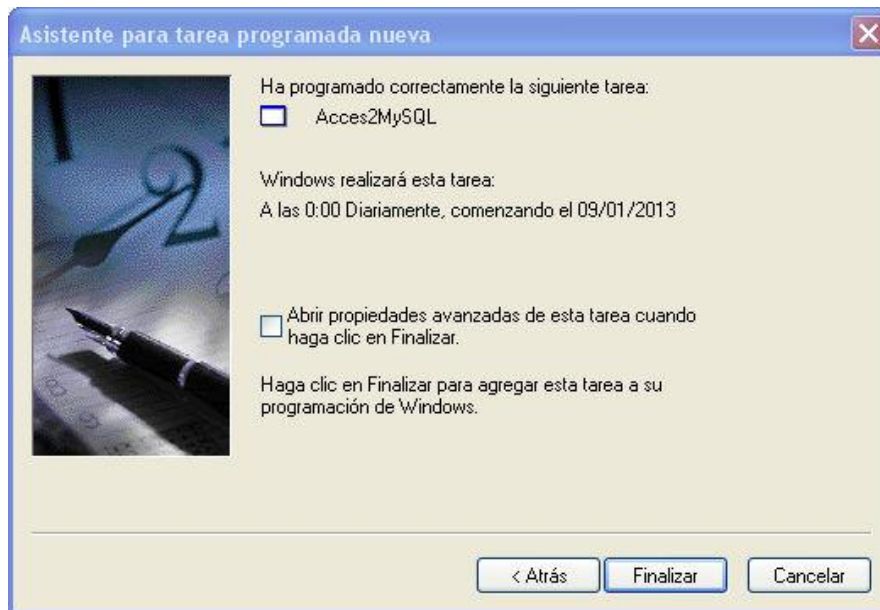 Asistente para tarea programada nueva
Ha programado correctamente la siguiente tarea:
Acces2MySQL
Windows realizará esta tarea:
A las 0:00 Diariamente, comenzando el 09/01/2013
Abrir propiedades avanzadas de esta tarea cuando
haga clic en Finalizar.
Haga clic en Finalizar para agregar esta tarea a su
programación de Windows.
< Atrás
Finalizar
Cancelar